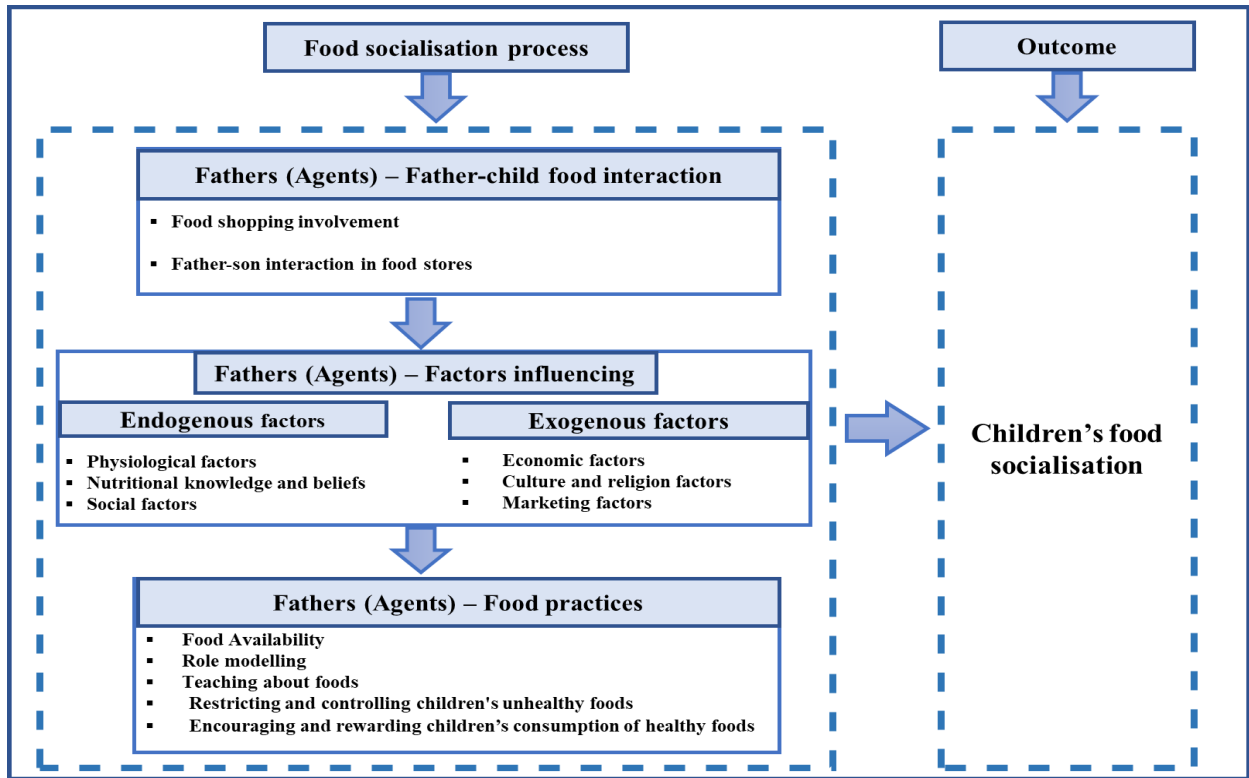 Food socialisation process
Outcome
Fathers (Agents) – Father-child food interaction
▪ Food shopping involvement
▪ Father-son interaction in food stores
Fathers (Agents) – Factors influencing
Endogenous factors
▪ Physiological factors
▪ Nutritional knowledge and beliefs
▪ Social factors
Exogenous factors
▪ Economic factors
▪ Culture and religion factors
▪ Marketing factors
Fathers (Agents) – Food practices
▪ Food Availability
▪ Role modelling
▪ Teaching about foods
▪ Restricting and controlling children's unhealthy foods
▪ Encouraging and rewarding children’s consumption of healthy foods
Children’s food
socialisation